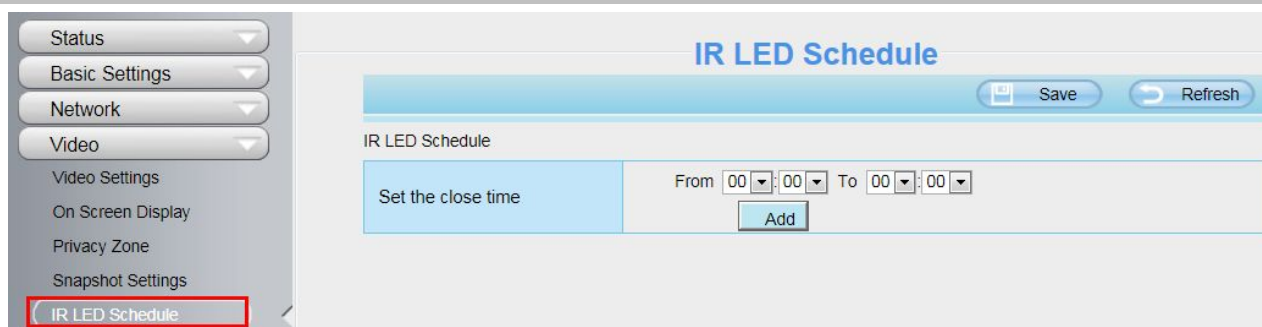 Status
Basic Settings
Network
Video
Video Settings
On Screen Display
Privacy Zone
Snapshot Settings
IR LED Schedule
IR LED Schedule
Save Refresh
IR LED Schedule
Set the close time
From 00 : 00 To 00 : 00
Add